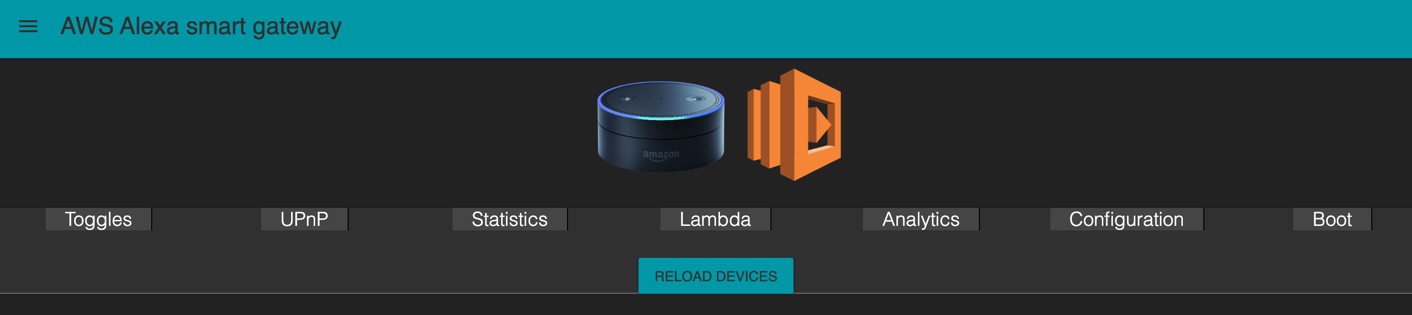 AWS Alexa smart gateway
amazon
Toggles UPnP Statistics Lambda Analytics Configuration Boot
RELOAD DEVICES